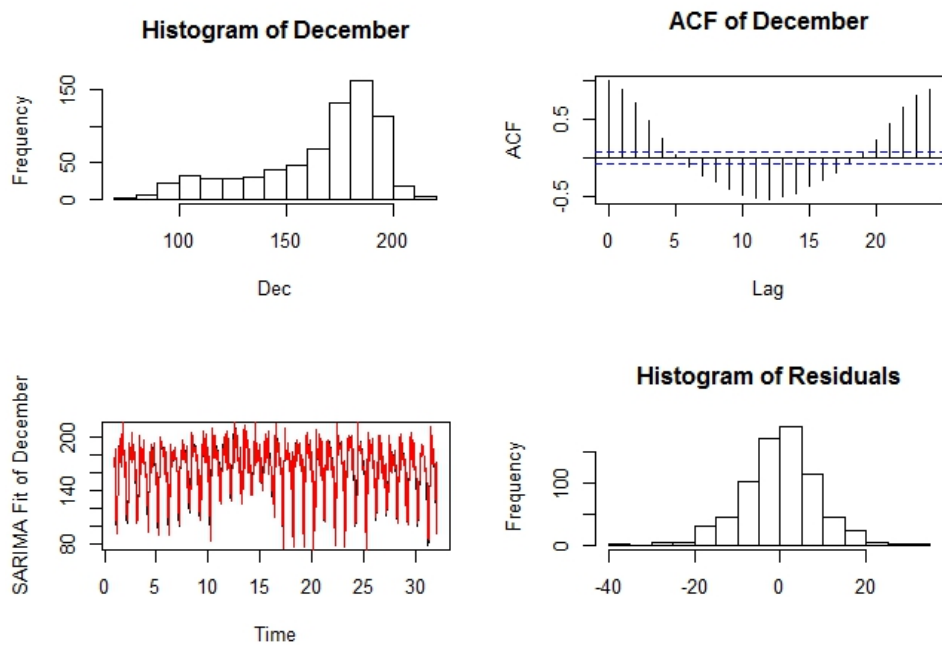 Histogram of December
Frequency
0
50
150
100
150
200
Dec
ACF of December
ACF
-0.5
0.5
0
5
10
15
20
Lag
SARIMA Fit of December
80
140
200
0
5
10
15
20
25
30
Time
Histogram of Residuals
Frequency
0
100
-40
-20
0
20